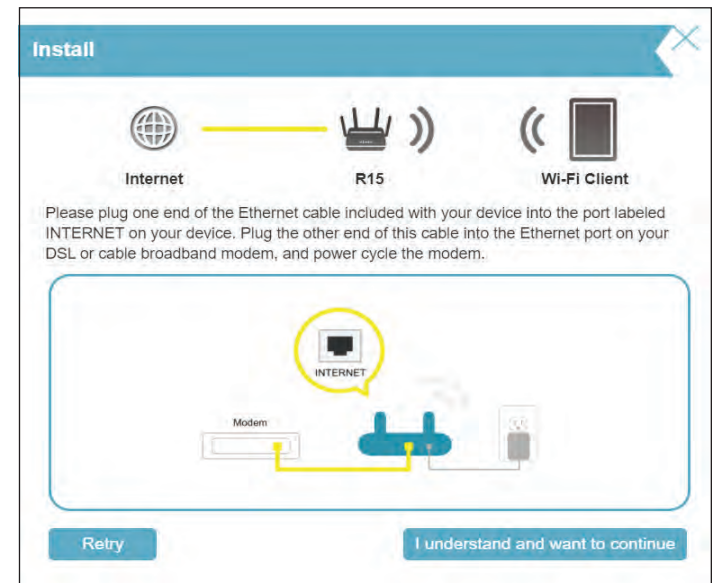 Install
Internet
R15
Wi-Fi Client
Please plug one end of the Ethernet cable included with your device into the port labeled
INTERNET on your device. Plug the other end of this cable into the Ethernet port on your
DSL or cable broadband modem, and power cycle the modem.
INTERNET
Modem
Retry
I understand and want to continue